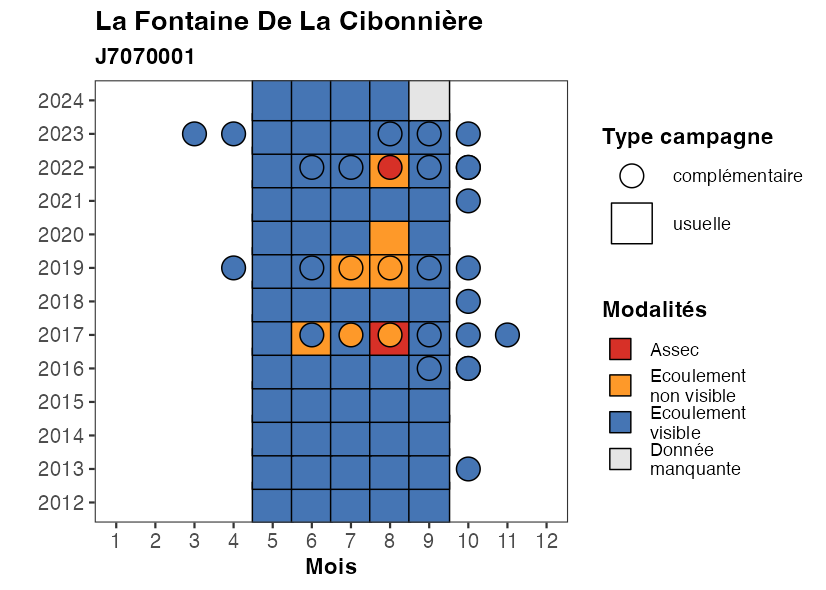 La Fontaine De La Cibonnière
J7070001
2024
2023
2022
2021
2020
2019
2018
2017
2016
2015
2014
2013
2012
1 2 3 4 5 6 7 8 9 10 11 12
Mois
Type campagne
complémentaire
usuelle
Modalités
Assec
Ecoulement
non visible
Ecoulement
visible
Donnée
manquante